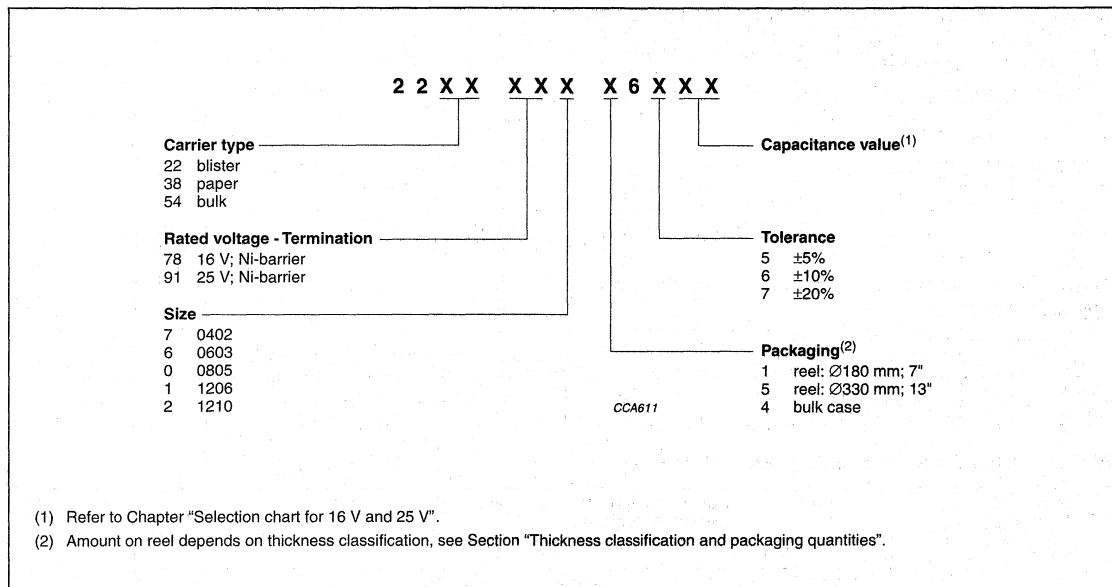 2 2 X X X X X X 6 X X X
Carrier type
22 blister
38 paper
54 bulk
Rated voltage - Termination
78 16 V; Ni-barrier
91 25 V; Ni-barrier
Size
7 0402
6 0603
0 0805
1 1206
2 1210
Capacitance value(1)
Tolerance
5 ±5%
6 ±10%
7 ±20%
Packaging(2)
1 reel: Ø180 mm; 7"
5 reel: Ø330 mm; 13"
4 bulk case
CCA611
(1) Refer to Chapter “Selection chart for 16 V and 25 V”.
(2) Amount on reel depends on thickness classification, see Section “Thickness classification and packaging quantities”.